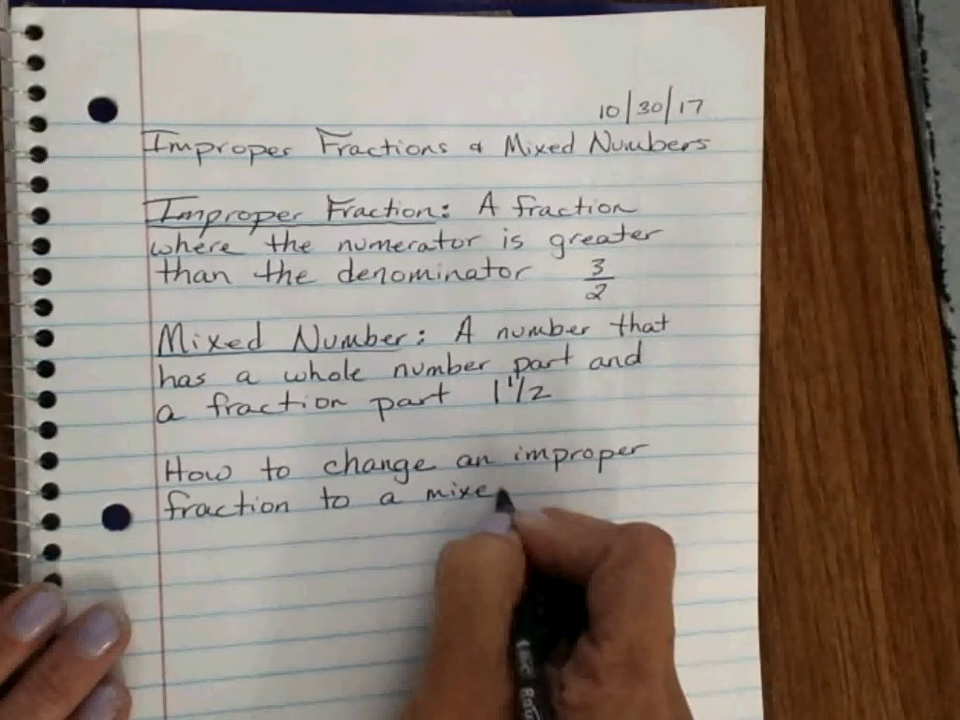 10/30/17
Improper Fractions & Mixed Numbers
Improper Fraction: A fraction
where the numerator is greater
than the denominator 3/2
Mixed Number: A number that
has a whole number part and
a fraction part 1 1/2
How to change an improper
fraction to a mixe